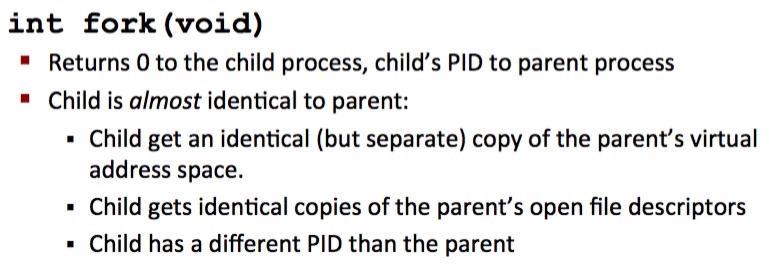 int fork(void)
▪ Returns 0 to the child process, child’s PID to parent process
▪ Child is almost identical to parent:
▪ Child get an identical (but separate) copy of the parent’s virtual
address space.
▪ Child gets identical copies of the parent’s open file descriptors
▪ Child has a different PID than the parent